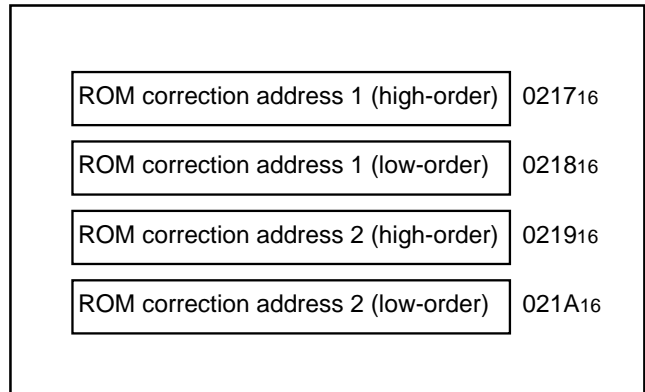 ROM correction address 1 (high-order) 0217₁₆
ROM correction address 1 (low-order) 0218₁₆
ROM correction address 2 (high-order) 0219₁₆
ROM correction address 2 (low-order) 021A₁₆